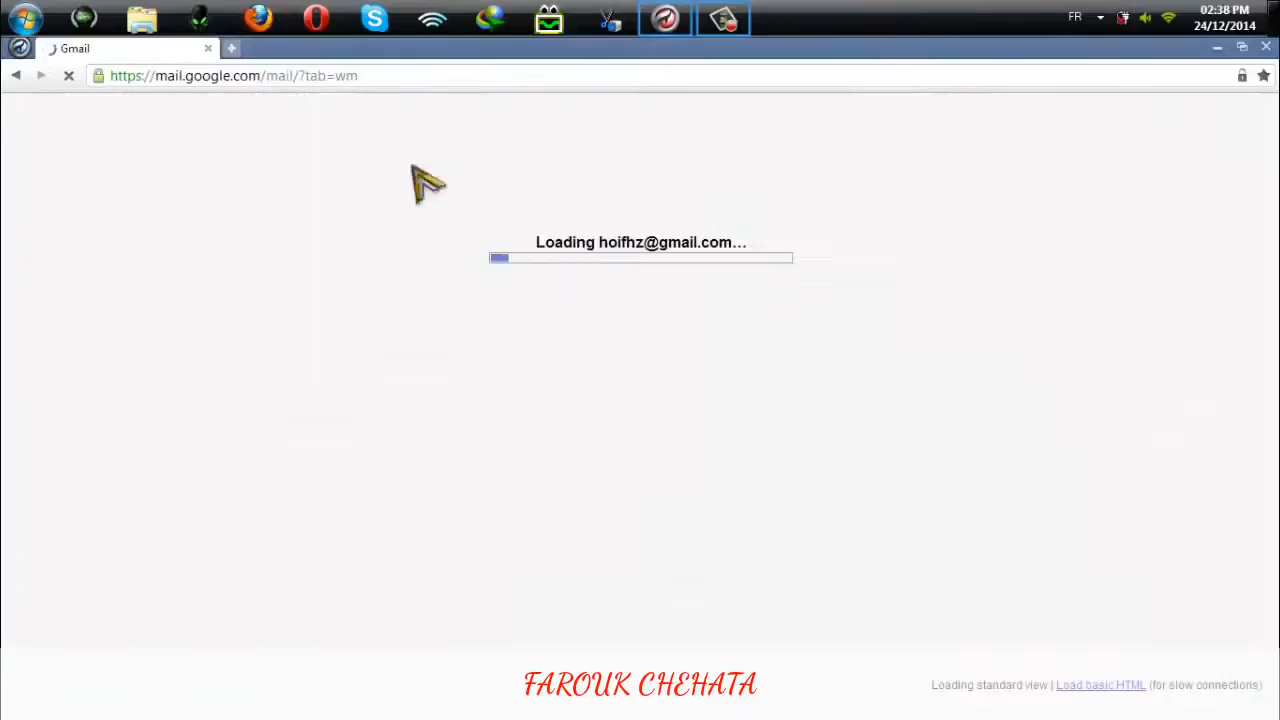 FR
02:38 PM
24/12/2014
Gmail
https://mail.google.com/mail/?tab=wm
Loading hoifhz@gmail.com…
FAROUK CHEHATA
Loading standard view | Load basic HTML (for slow connections)